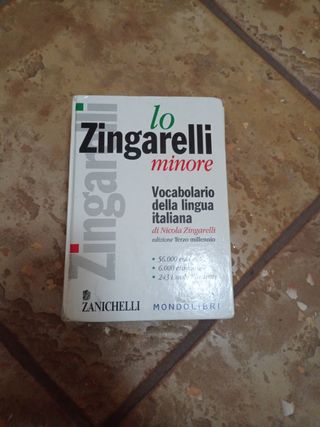 Zingarelli
lo
Zingarelli
minore
Vocabolario
della lingua
italiana
di Nicola Zingarelli
edizione Terzo millennio
• 56.000
• 6.000
•
ZANICHELLI
MONDOLIBRI